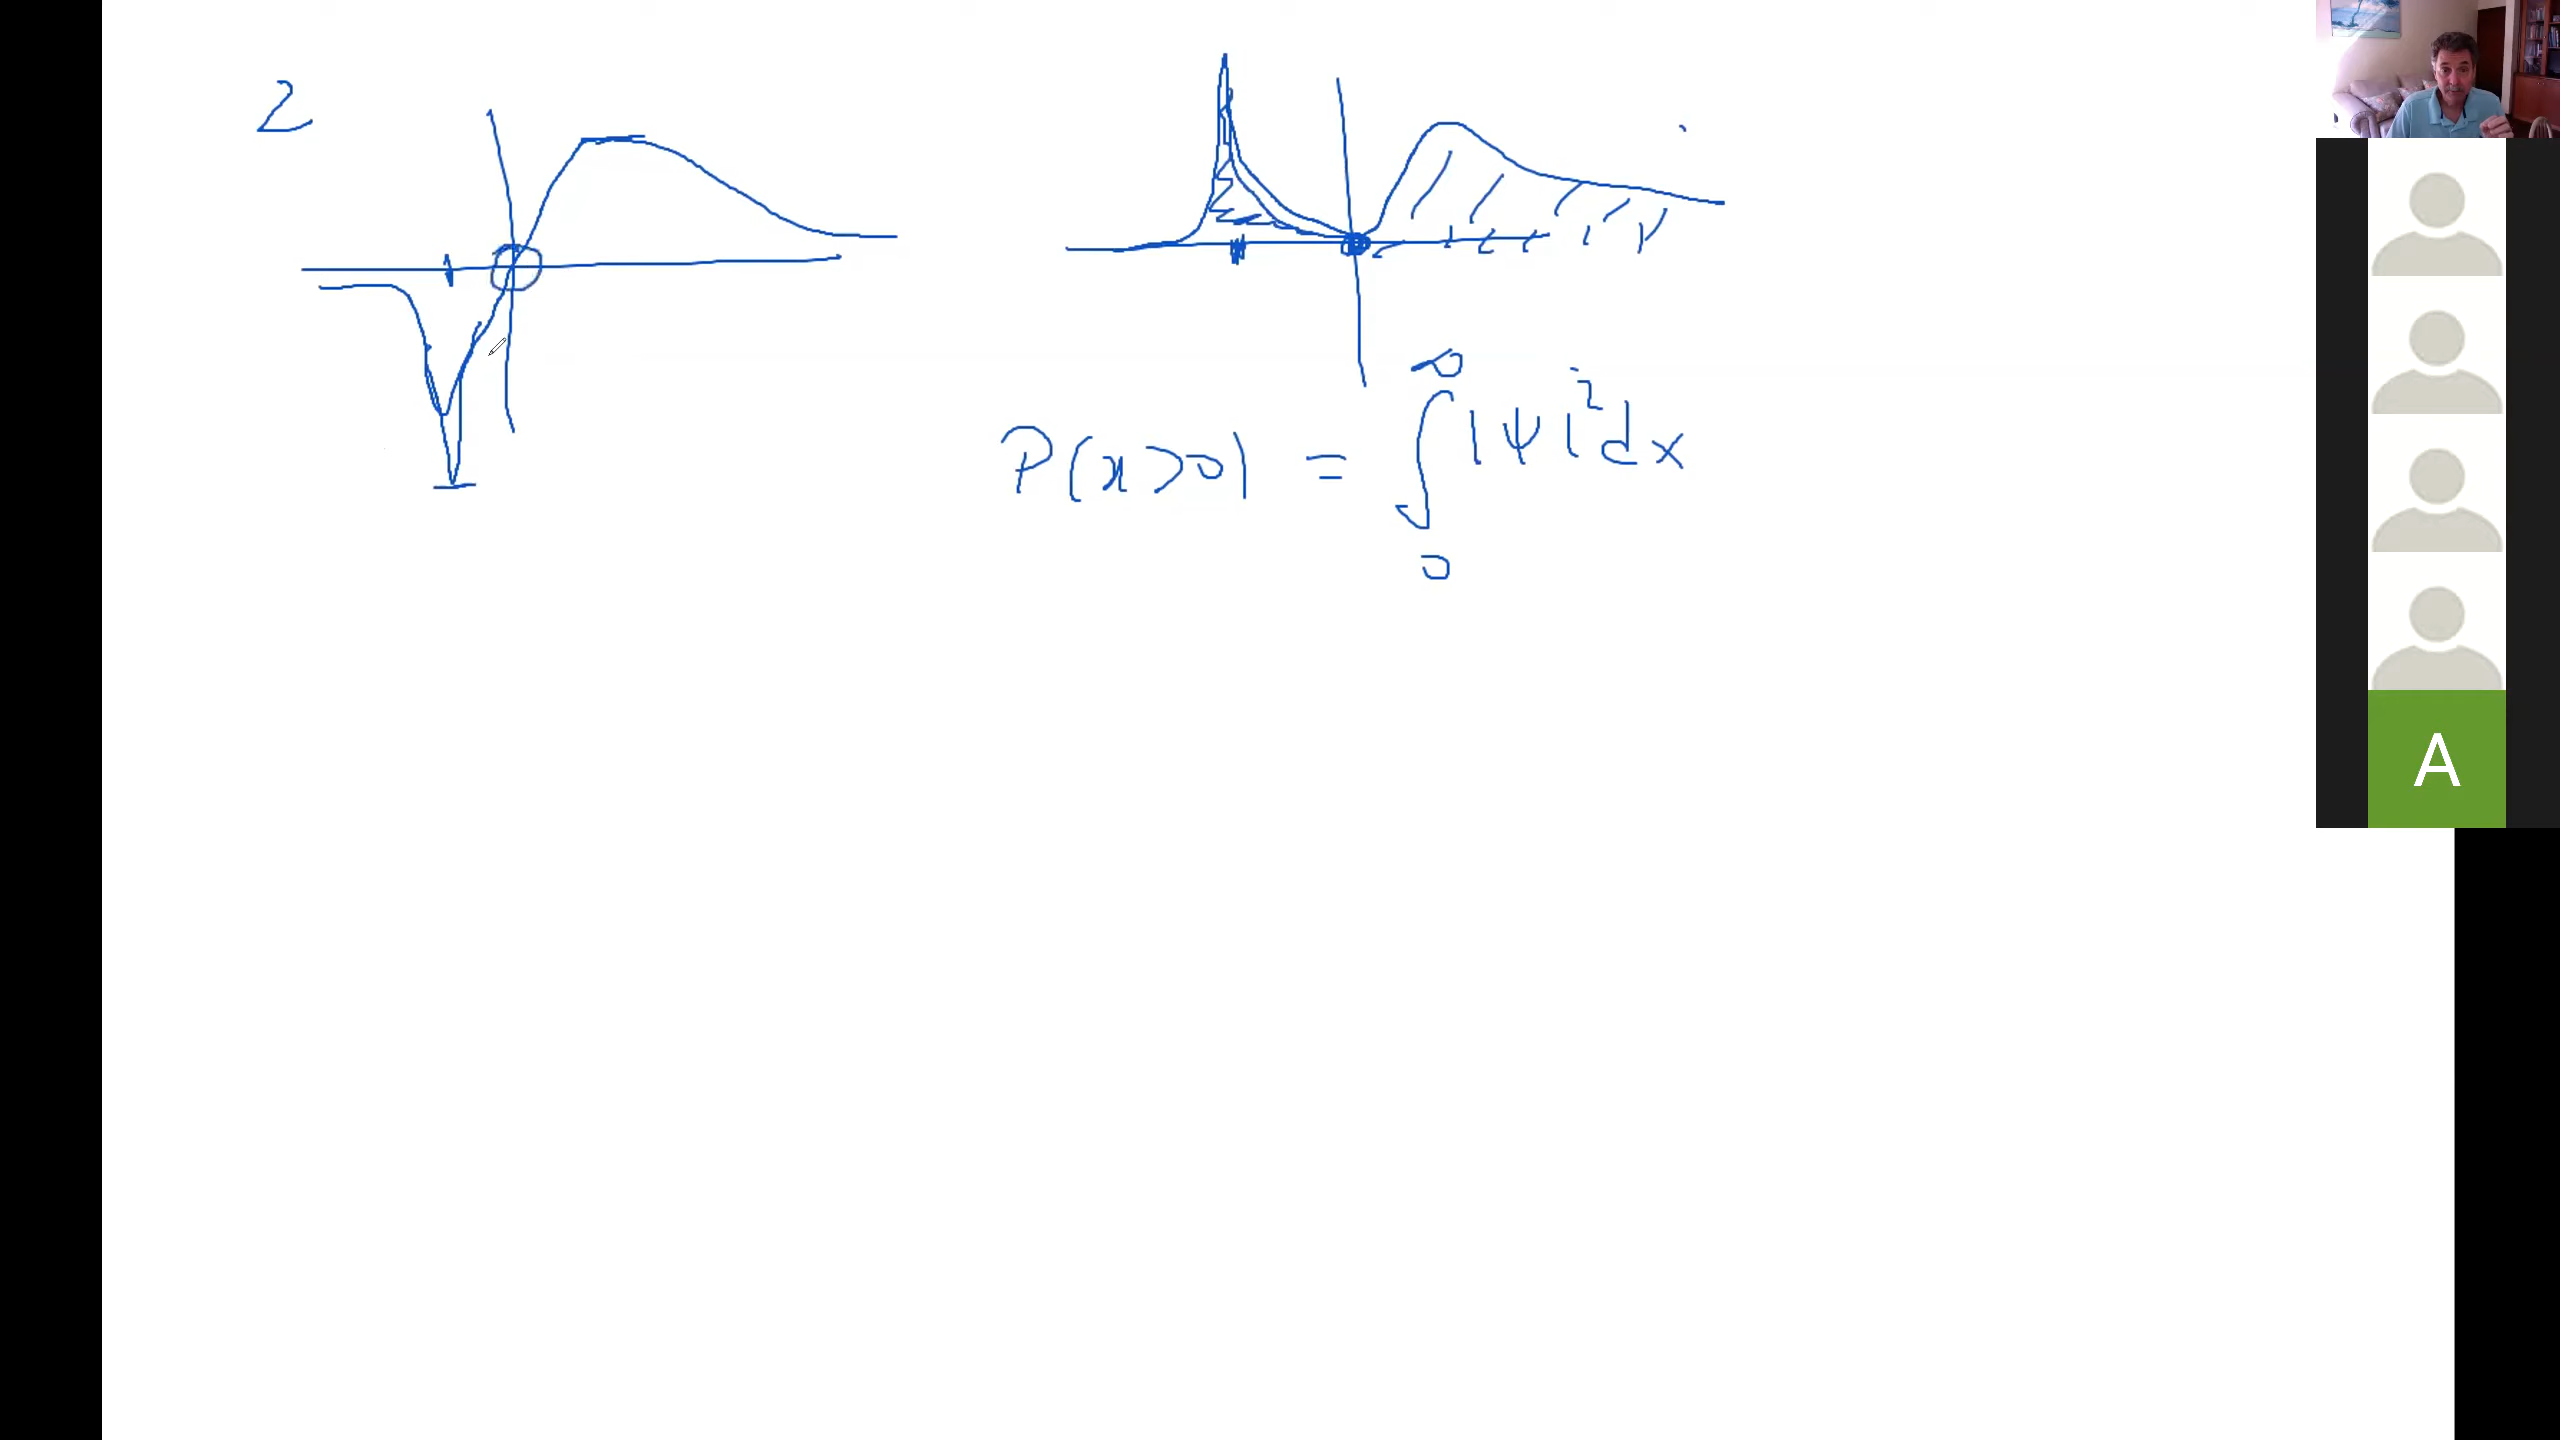 2
P(x>0) = ∫₀^∞ |ψ|² dx
A